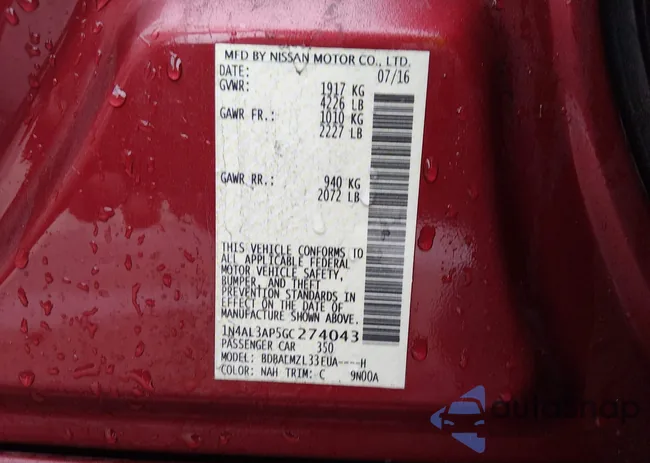 MFD BY NISSAN MOTOR CO., LTD.
DATE: 07/16
GVWR: 1917 KG
4226 LB
GAWR FR.: 1010 KG
2227 LB
GAWR RR.: 940 KG
2072 LB
THIS VEHICLE CONFORMS TO
ALL APPLICABLE FEDERAL
MOTOR VEHICLE SAFETY,
BUMPER, AND THEFT
PREVENTION STANDARDS IN
EFFECT ON THE DATE OF
MANUFACTURE SHOWN ABOVE.
1N4AL3AP5GC274043
PASSENGER CAR 350
MODEL: BDBALMZL33EUA----H
COLOR: NAH TRIM: C 9N00A
autosnap